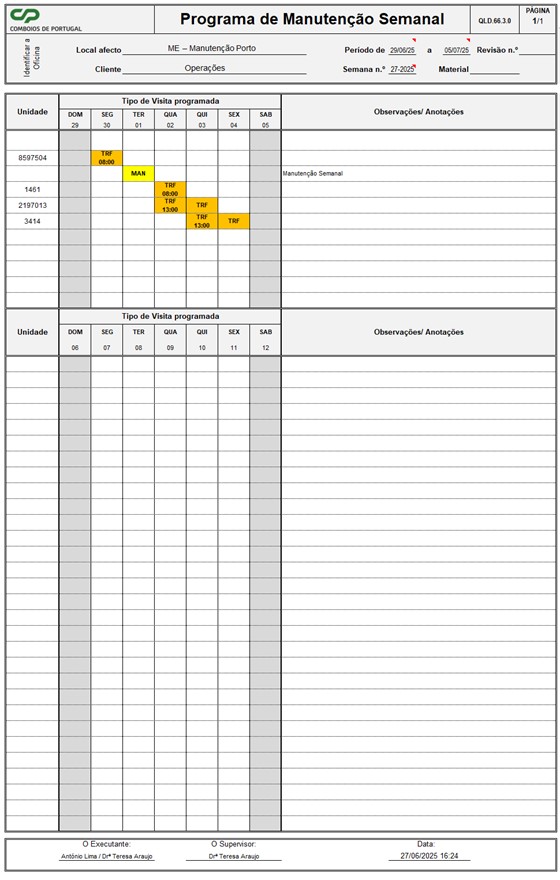 CP
COMBOIOS DE PORTUGAL
Programa de Manutenção Semanal
QLD.66.3.0
PÁGINA
1/1
Identificar a Oficina
Local afecto ME – Manutenção Porto
Periodo de 29/06/25 a 05/07/25 Revisão n.º
Cliente Operações
Semana n.º 27-2025 Material
Unidade
Tipo de Visita programada
Observações/ Anotações
DOM SEG TER QUA QUI SEX SAB
29 30 01 02 03 04 05
8597504 TRF 08:00
MAN Manutenção Semanal
1461 TRF 08:00
2197013 TRF 13:00 TRF
3414 TRF 13:00 TRF
Unidade
Tipo de Visita programada
Observações/ Anotações
DOM SEG TER QUA QUI SEX SAB
06 07 08 09 10 11 12
O Executante: O Supervisor: Data:
António Lima / Drª Teresa Araujo Drª Teresa Araujo 27/06/2025 16:24